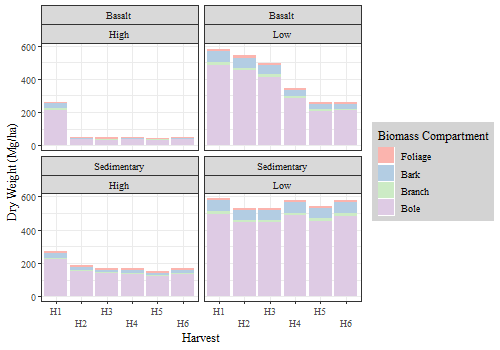 Basalt
Basalt
High
Low
600
400
200
0
Sedimentary
Sedimentary
High
Low
600
400
200
0
H1
H2
H3
H4
H5
H6
H1
H2
H3
H4
H5
H6
Harvest
Dry Weight (Mg/ha)
Biomass Compartment
Foliage
Bark
Branch
Bole